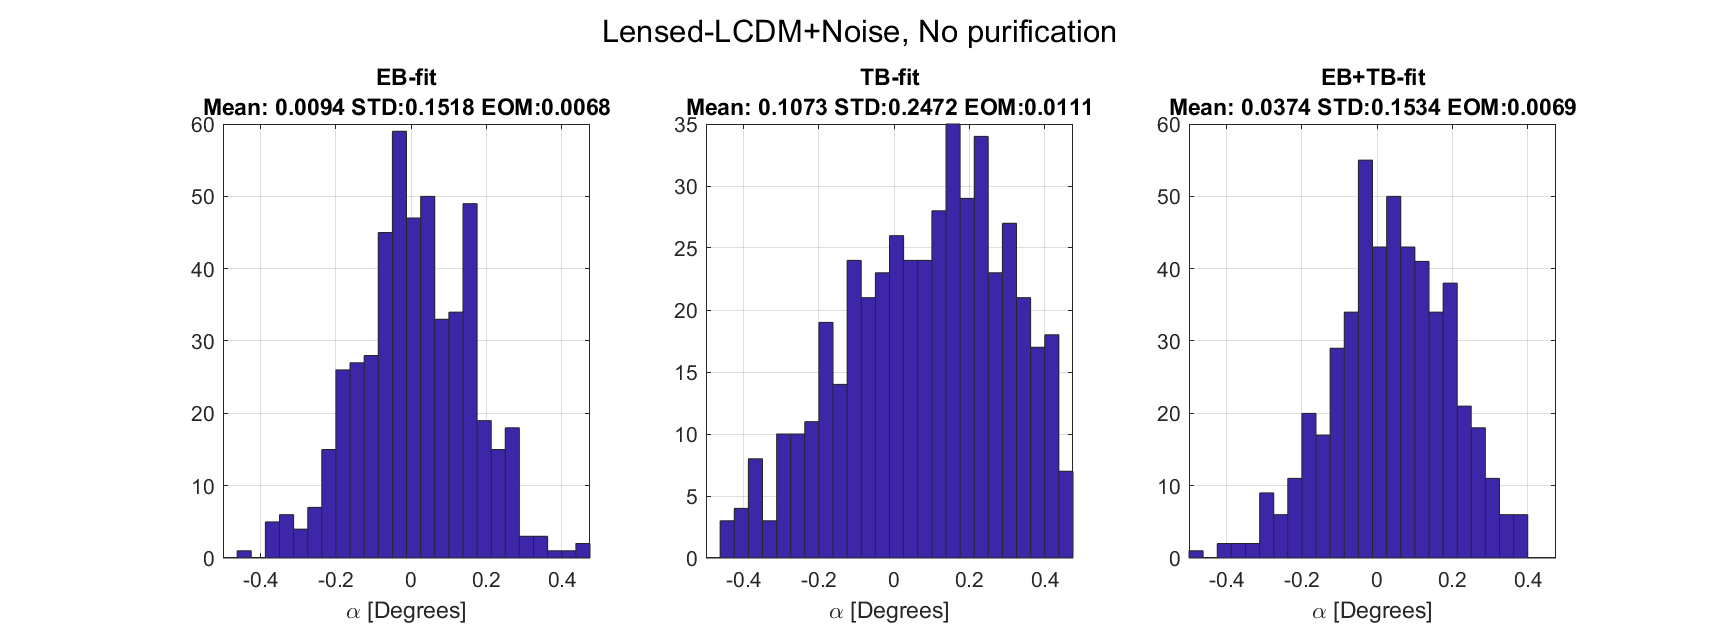 Lensed-LCDM+Noise, No purification
EB-fit
Mean: 0.0094 STD:0.1518 EOM:0.0068
60
50
40
30
20
10
0
-0.4 -0.2 0 0.2 0.4
α [Degrees]
TB-fit
Mean: 0.1073 STD:0.2472 EOM:0.0111
35
30
25
20
15
10
5
0
-0.4 -0.2 0 0.2 0.4
α [Degrees]
EB+TB-fit
Mean: 0.0374 STD:0.1534 EOM:0.0069
60
50
40
30
20
10
0
-0.4 -0.2 0 0.2 0.4
α [Degrees]